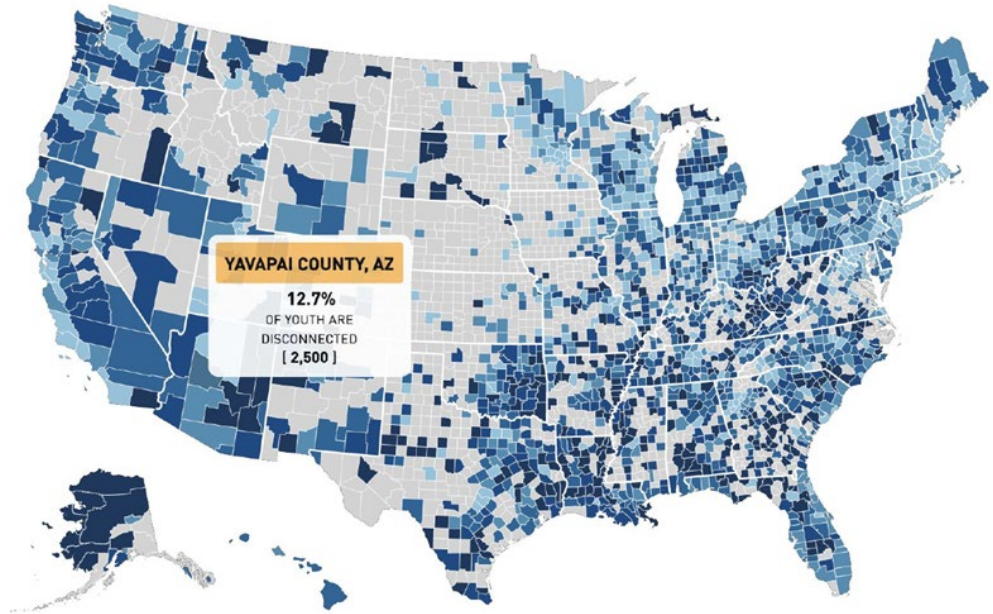 YAVAPAI COUNTY, AZ
12.7%
OF YOUTH ARE
DISCONNECTED
[ 2,500 ]